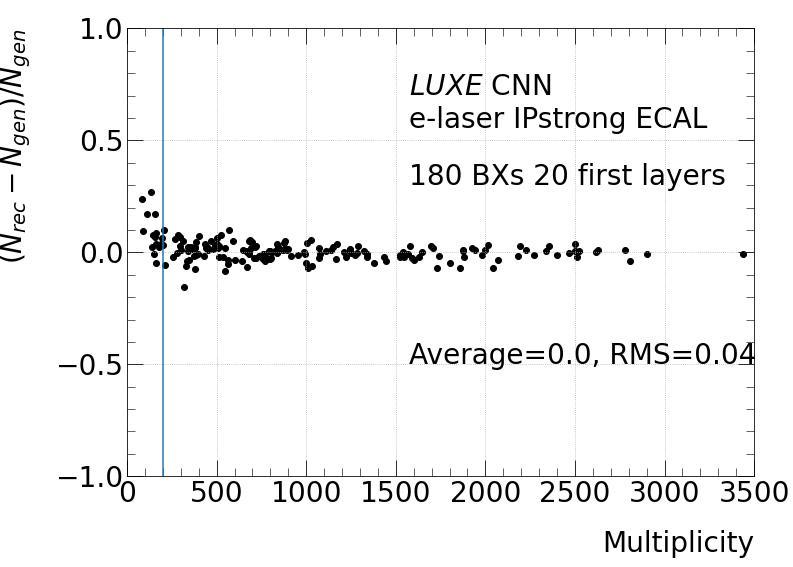 (N_rec − N_gen)/N_gen
1.0
0.5
0.0
−0.5
−1.0
LUXE CNN
e-laser IPstrong ECAL
180 BXs 20 first layers
Average=0.0, RMS=0.04
0 500 1000 1500 2000 2500 3000 3500
Multiplicity